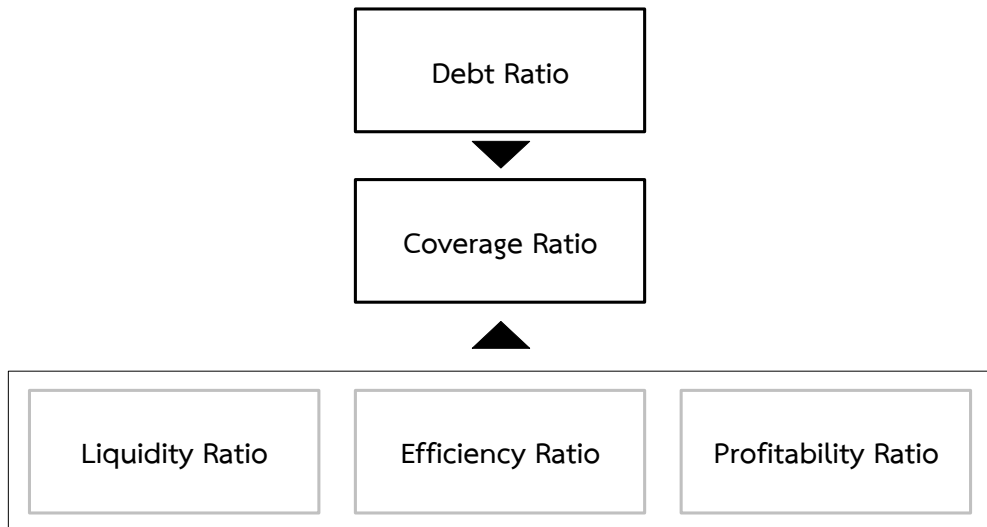 Debt Ratio
Coverage Ratio
Liquidity Ratio
Efficiency Ratio
Profitability Ratio